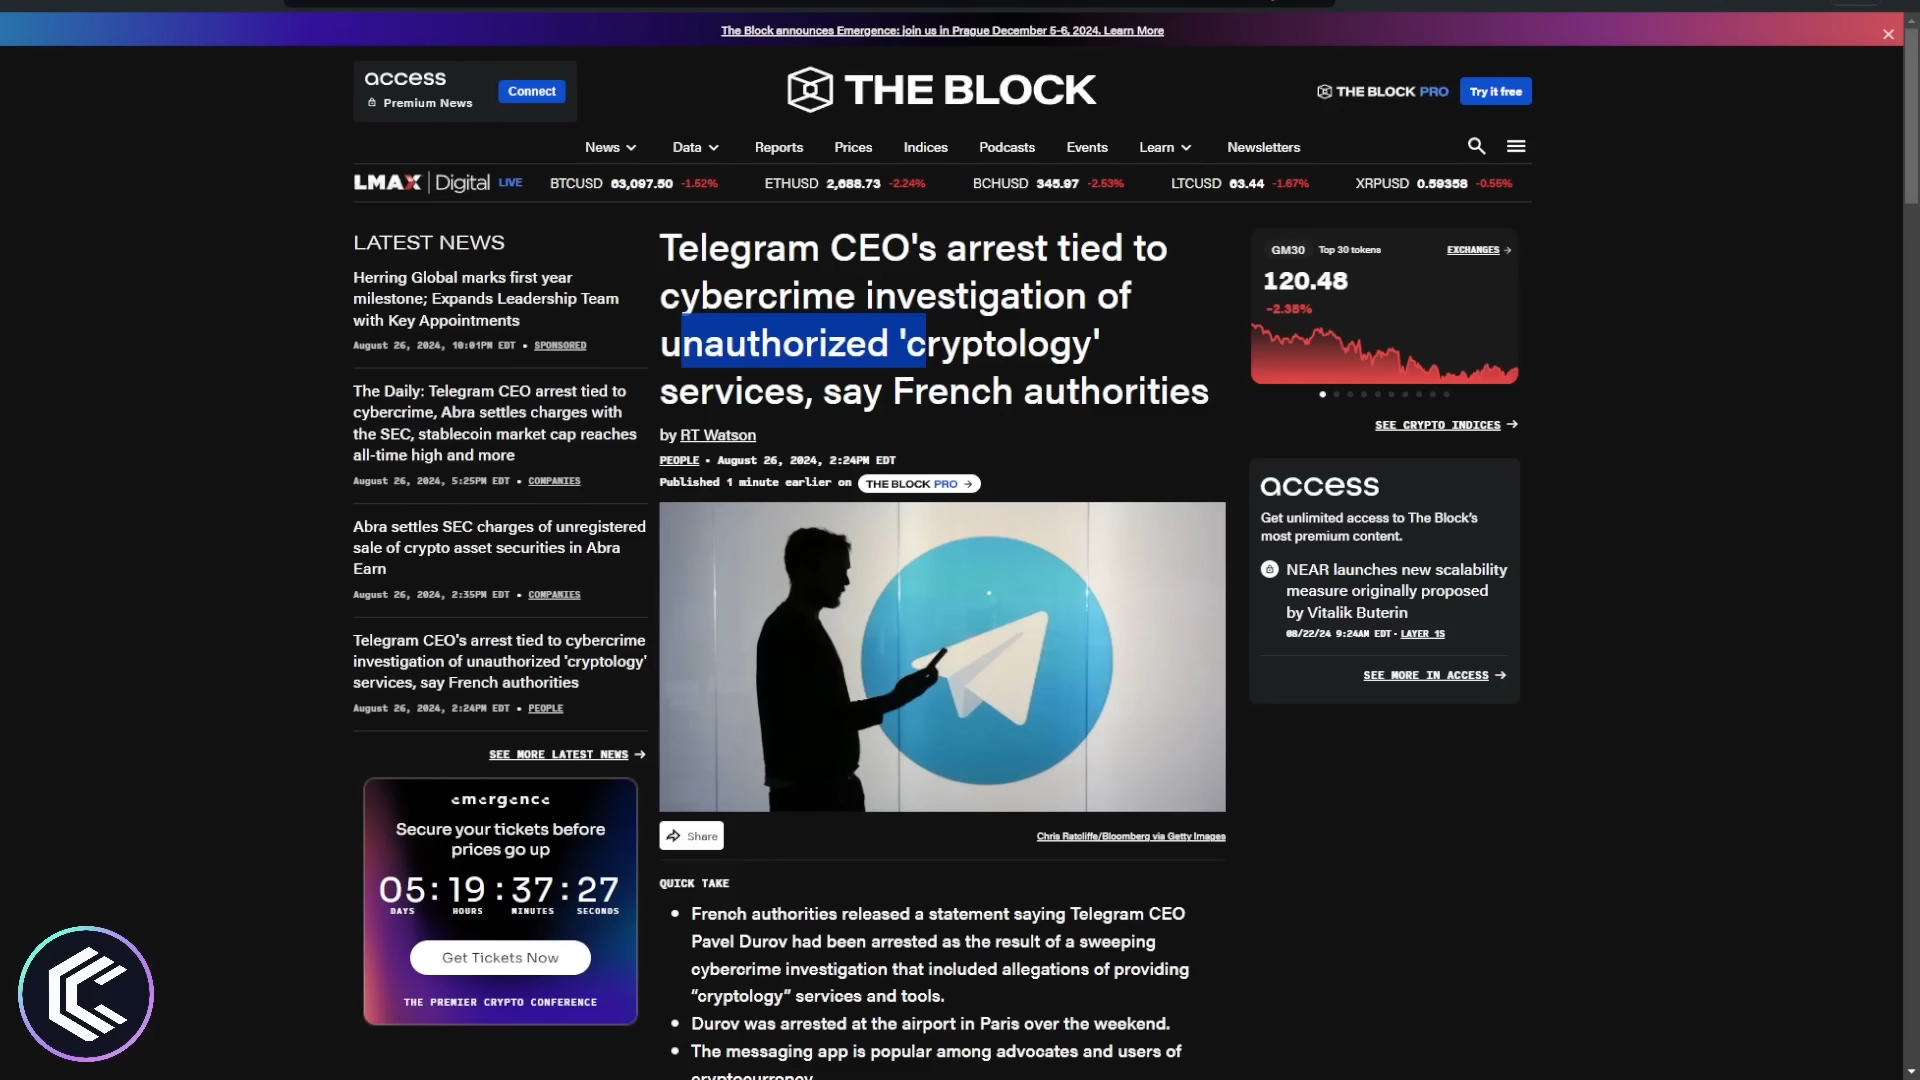 The Block announces Emergence: join us in Prague December 5-6, 2024. Learn More
access
Premium News
Connect
THE BLOCK
THE BLOCK PRO
Try it free
News
Data
Reports
Prices
Indices
Podcasts
Events
Learn
Newsletters
LMAX Digital LIVE
BTCUSD 63,097.50 -1.52%
ETHUSD 2,688.73 -2.24%
BCHUSD 345.97 -2.53%
LTCUSD 63.44 -1.67%
XRPUSD 0.59358 -0.55%
LATEST NEWS
Herring Global marks first year
milestone; Expands Leadership Team
with Key Appointments
August 26, 2024, 10:01PM EDT • SPONSORED
The Daily: Telegram CEO arrest tied to
cybercrime, Abra settles charges with
the SEC, stablecoin market cap reaches
all-time high and more
August 26, 2024, 5:25PM EDT • COMPANIES
Abra settles SEC charges of unregistered
sale of crypto asset securities in Abra
Earn
August 26, 2024, 2:35PM EDT • COMPANIES
Telegram CEO's arrest tied to cybercrime
investigation of unauthorized 'cryptology'
services, say French authorities
August 26, 2024, 2:24PM EDT • PEOPLE
SEE MORE LATEST NEWS
emergence
Secure your tickets before
prices go up
05 : 19 : 37 : 27
DAYS HOURS MINUTES SECONDS
Get Tickets Now
THE PREMIER CRYPTO CONFERENCE
Telegram CEO's arrest tied to
cybercrime investigation of
unauthorized 'cryptology'
services, say French authorities
by RT Watson
PEOPLE • August 26, 2024, 2:24PM EDT
Published 1 minute earlier on THE BLOCK PRO
Share
Chris Ratcliffe/Bloomberg via Getty Images
QUICK TAKE
• French authorities released a statement saying Telegram CEO
Pavel Durov had been arrested as the result of a sweeping
cybercrime investigation that included allegations of providing
“cryptology” services and tools.
• Durov was arrested at the airport in Paris over the weekend.
• The messaging app is popular among advocates and users of
cryptocurrency.
GM30 Top 30 tokens
EXCHANGES
120.48
-2.38%
SEE CRYPTO INDICES
access
Get unlimited access to The Block's
most premium content.
NEAR launches new scalability
measure originally proposed
by Vitalik Buterin
08/22/24 9:24AM EDT · LAYER 1S
SEE MORE IN ACCESS